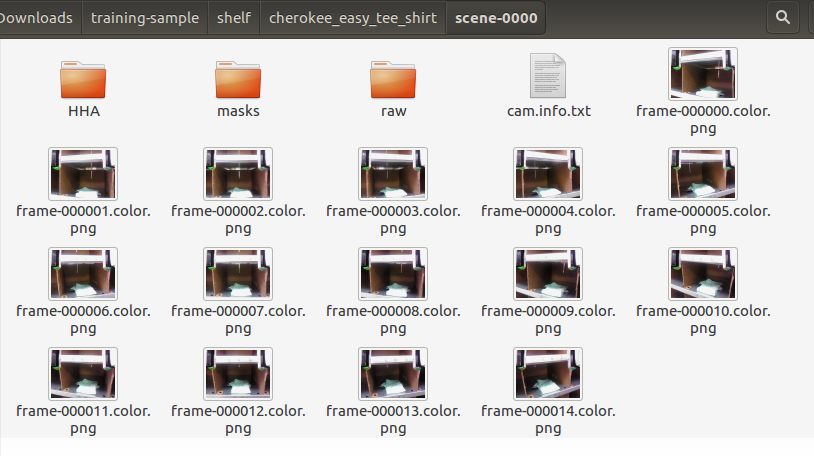 Downloads training-sample shelf cherokee_easy_tee_shirt scene-0000
HHA masks raw cam.info.txt frame-000000.color.
png
frame-000001.color. frame-000002.color. frame-000003.color. frame-000004.color. frame-000005.color.
png png png png png
frame-000006.color. frame-000007.color. frame-000008.color. frame-000009.color. frame-000010.color.
png png png png png
frame-000011.color. frame-000012.color. frame-000013.color. frame-000014.color.
png png png png